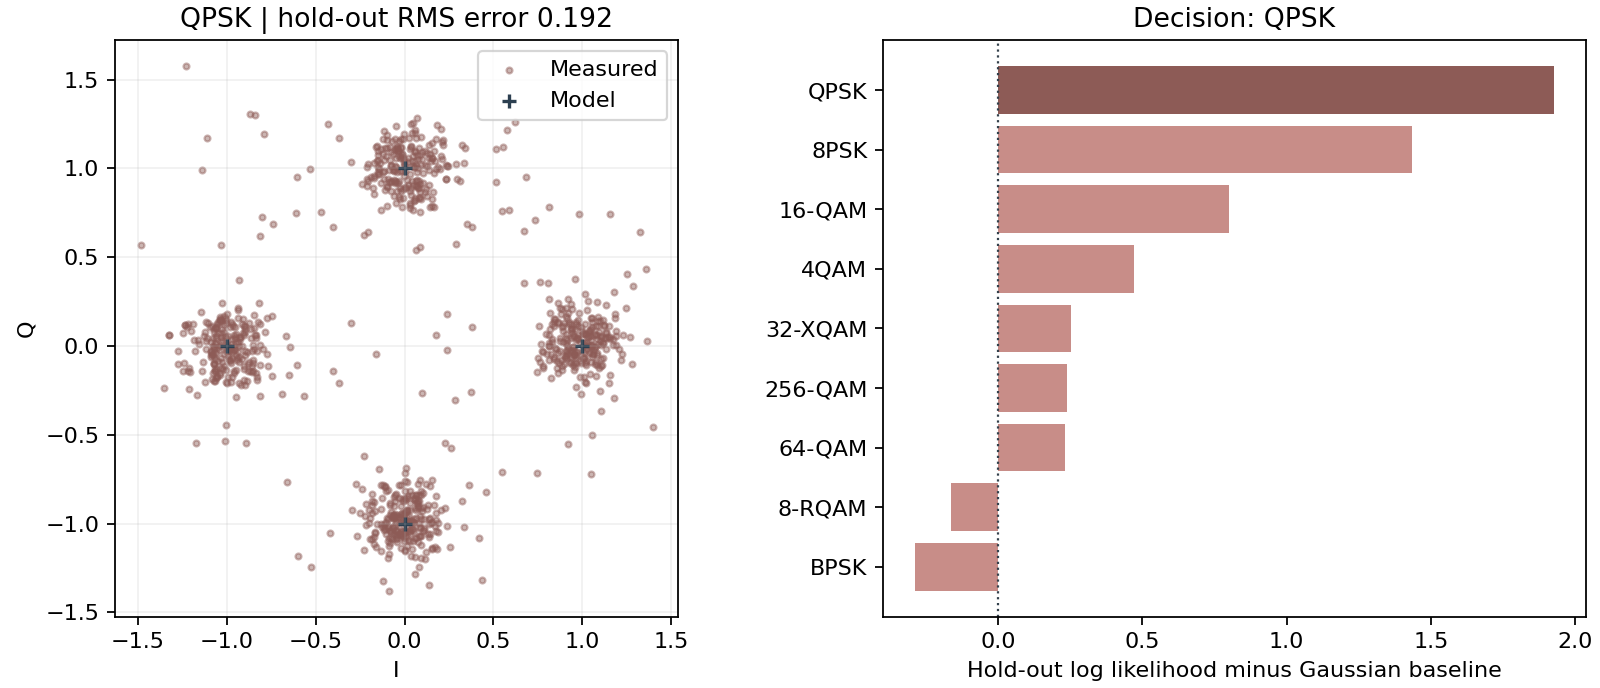 QPSK | hold-out RMS error 0.192
Measured
Model
1.5
1.0
0.5
0.0
−0.5
−1.0
−1.5
Q
−1.5
−1.0
−0.5
0.0
0.5
1.0
1.5
I
Decision: QPSK
QPSK
8PSK
16-QAM
4QAM
32-XQAM
256-QAM
64-QAM
8-RQAM
BPSK
0.0
0.5
1.0
1.5
2.0
Hold-out log likelihood minus Gaussian baseline